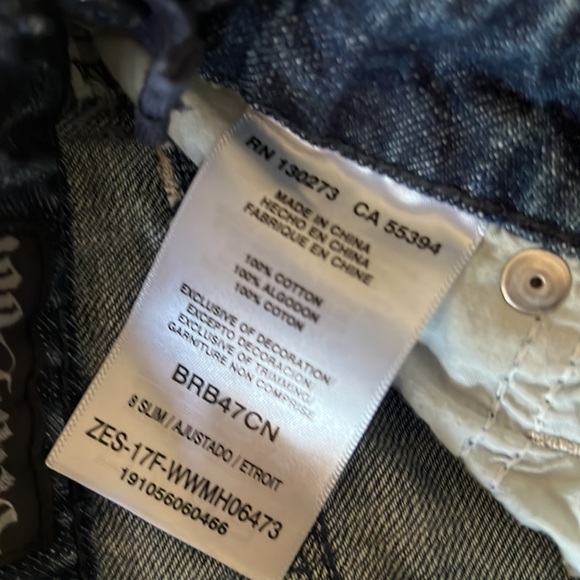 RN 130273 CA 55394
MADE IN CHINA
HECHO EN CHINA
FABRIQUE EN CHINE
100% COTTON
100% ALGODON
100% COTON
EXCLUSIVE OF DECORATION/
EXCEPTO DECORACION/
EXCLUSIVE OF TRIMMING/
GARNITURE NON COMPRISE
BRB47CN
8 SLIM / AJUSTADO / ETROIT
ZES-17F-WWMH06473
191056060466